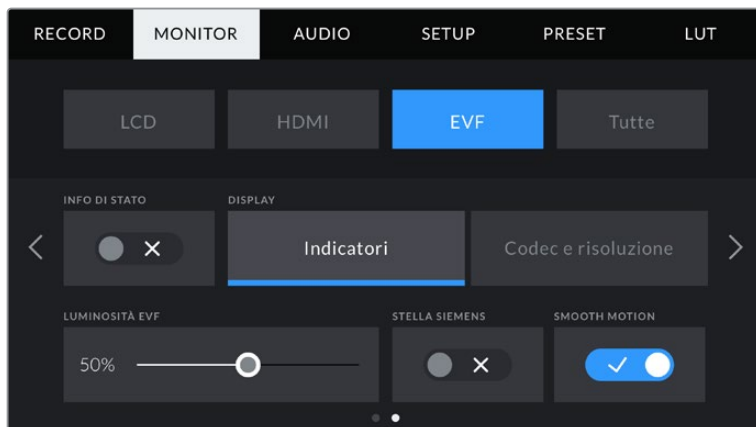 RECORD MONITOR AUDIO SETUP PRESET LUT
LCD HDMI EVF Tutte
INFO DI STATO DISPLAY
Indicatori Codec e risoluzione
LUMINOSITÀ EVF STELLA SIEMENS SMOOTH MOTION
50%